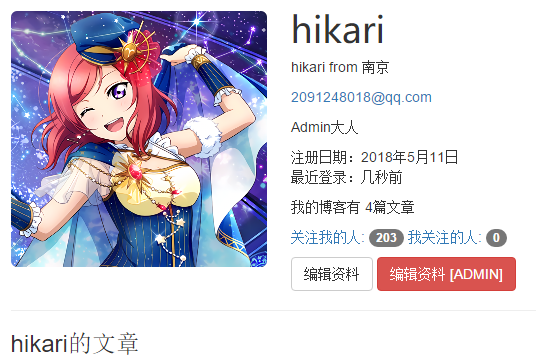 hikari
hikari from 南京
2091248018@qq.com
Admin大人
注册日期：2018年5月11日
最近登录：几秒前
我的博客有 4篇文章
关注我的人: 203 我关注的人: 0
编辑资料 编辑资料 [ADMIN]
hikari的文章